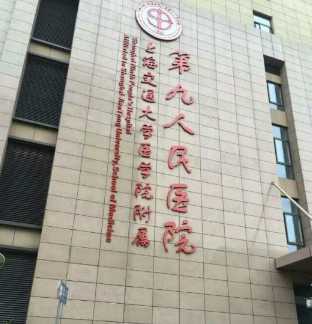 上海交通大学医学院附属
第九人民医院
Shanghai Ninth People's Hospital
Affiliated to Shanghai Jiao Tong University, School of Medicine